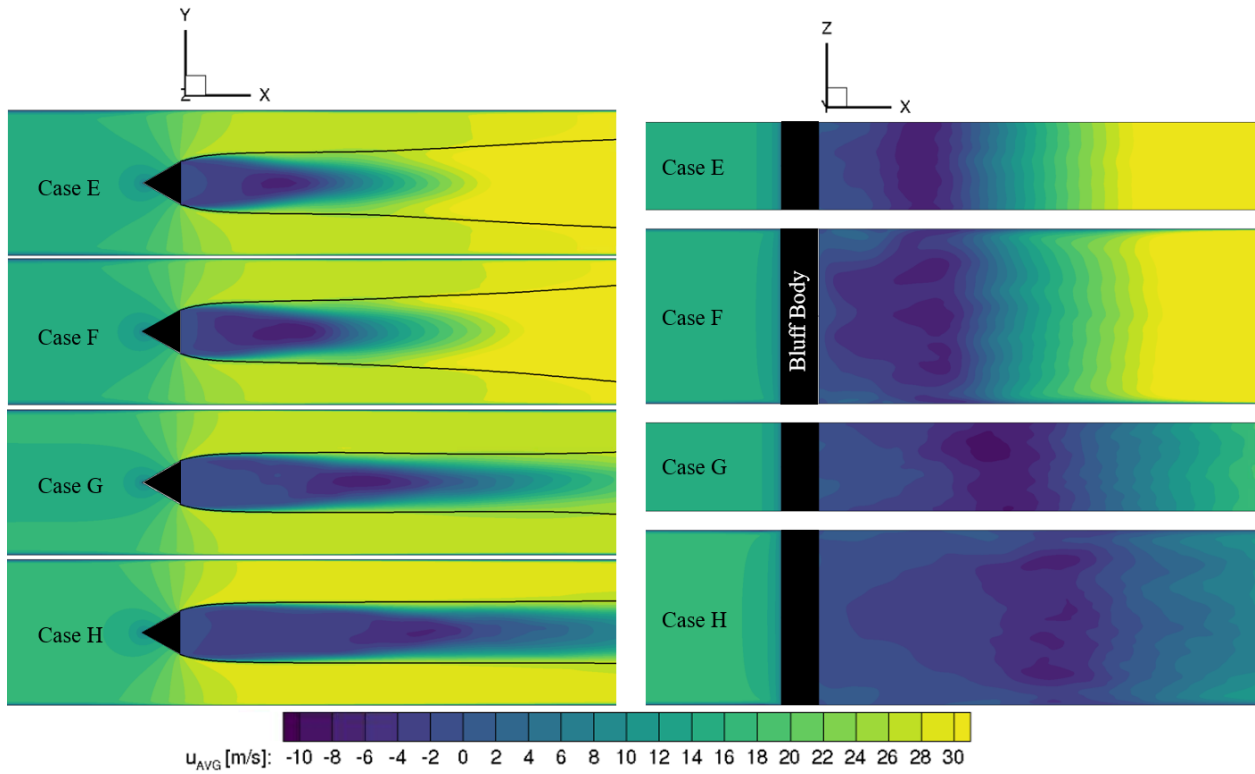 Y
Z
X
Case E
Case F
Case G
Case H
Z
Y
X
Case E
Case F
Bluff Body
Case G
Case H
u_AVG [m/s]: -10 -8 -6 -4 -2 0 2 4 6 8 10 12 14 16 18 20 22 24 26 28 30